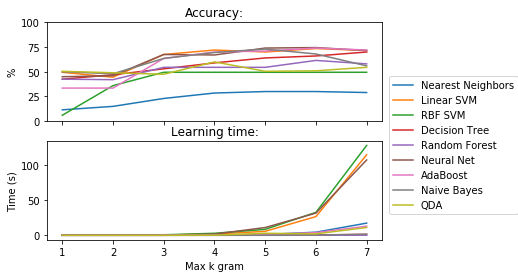 Accuracy:
100
75
50
25
0
%
Learning time:
100
50
0
Time (s)
1 2 3 4 5 6 7
Max k gram
Nearest Neighbors
Linear SVM
RBF SVM
Decision Tree
Random Forest
Neural Net
AdaBoost
Naive Bayes
QDA